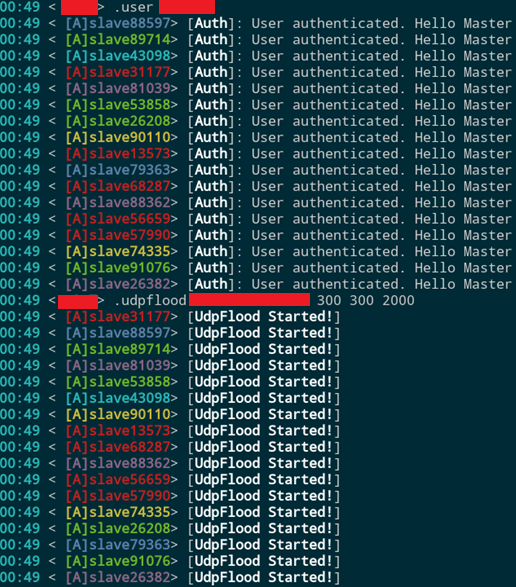 00:49 < > .user
00:49 < [A]slave88597> [Auth]: User authenticated. Hello Master
00:49 < [A]slave89714> [Auth]: User authenticated. Hello Master
00:49 < [A]slave43098> [Auth]: User authenticated. Hello Master
00:49 < [A]slave31177> [Auth]: User authenticated. Hello Master
00:49 < [A]slave81039> [Auth]: User authenticated. Hello Master
00:49 < [A]slave53858> [Auth]: User authenticated. Hello Master
00:49 < [A]slave26208> [Auth]: User authenticated. Hello Master
00:49 < [A]slave90110> [Auth]: User authenticated. Hello Master
00:49 < [A]slave13573> [Auth]: User authenticated. Hello Master
00:49 < [A]slave79363> [Auth]: User authenticated. Hello Master
00:49 < [A]slave68287> [Auth]: User authenticated. Hello Master
00:49 < [A]slave88362> [Auth]: User authenticated. Hello Master
00:49 < [A]slave56659> [Auth]: User authenticated. Hello Master
00:49 < [A]slave57990> [Auth]: User authenticated. Hello Master
00:49 < [A]slave74335> [Auth]: User authenticated. Hello Master
00:49 < [A]slave91076> [Auth]: User authenticated. Hello Master
00:49 < [A]slave26382> [Auth]: User authenticated. Hello Master
00:49 < > .udpflood 300 300 2000
00:49 < [A]slave31177> [UdpFlood Started!]
00:49 < [A]slave88597> [UdpFlood Started!]
00:49 < [A]slave89714> [UdpFlood Started!]
00:49 < [A]slave81039> [UdpFlood Started!]
00:49 < [A]slave53858> [UdpFlood Started!]
00:49 < [A]slave43098> [UdpFlood Started!]
00:49 < [A]slave90110> [UdpFlood Started!]
00:49 < [A]slave13573> [UdpFlood Started!]
00:49 < [A]slave68287> [UdpFlood Started!]
00:49 < [A]slave88362> [UdpFlood Started!]
00:49 < [A]slave56659> [UdpFlood Started!]
00:49 < [A]slave57990> [UdpFlood Started!]
00:49 < [A]slave74335> [UdpFlood Started!]
00:49 < [A]slave26208> [UdpFlood Started!]
00:49 < [A]slave79363> [UdpFlood Started!]
00:49 < [A]slave91076> [UdpFlood Started!]
00:49 < [A]slave26382> [UdpFlood Started!]